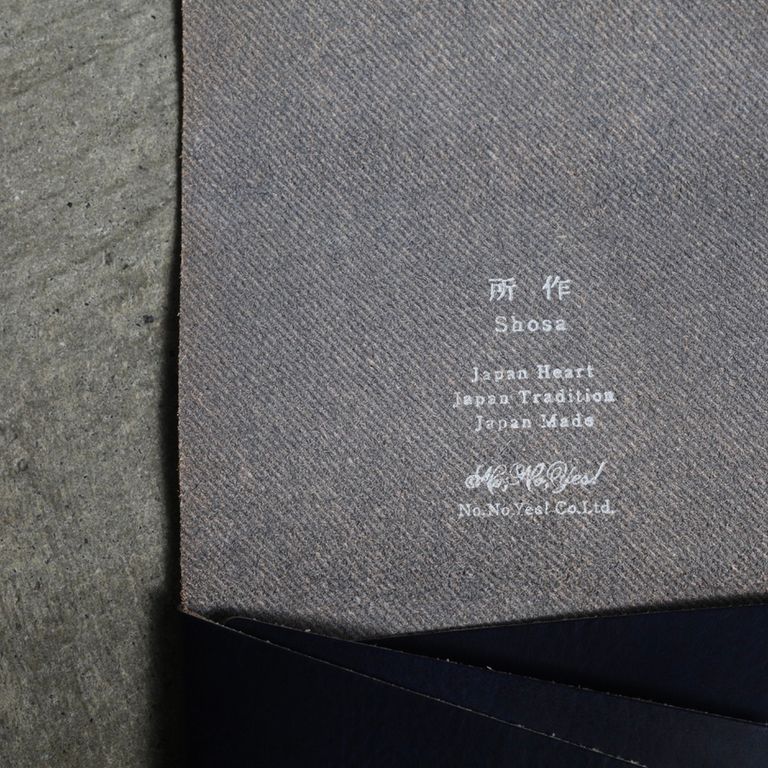 所作
Shosa
Japan Heart
Japan Tradition
Japan Made
No, No, Yes!
No,No,Yes! Co.Ltd.